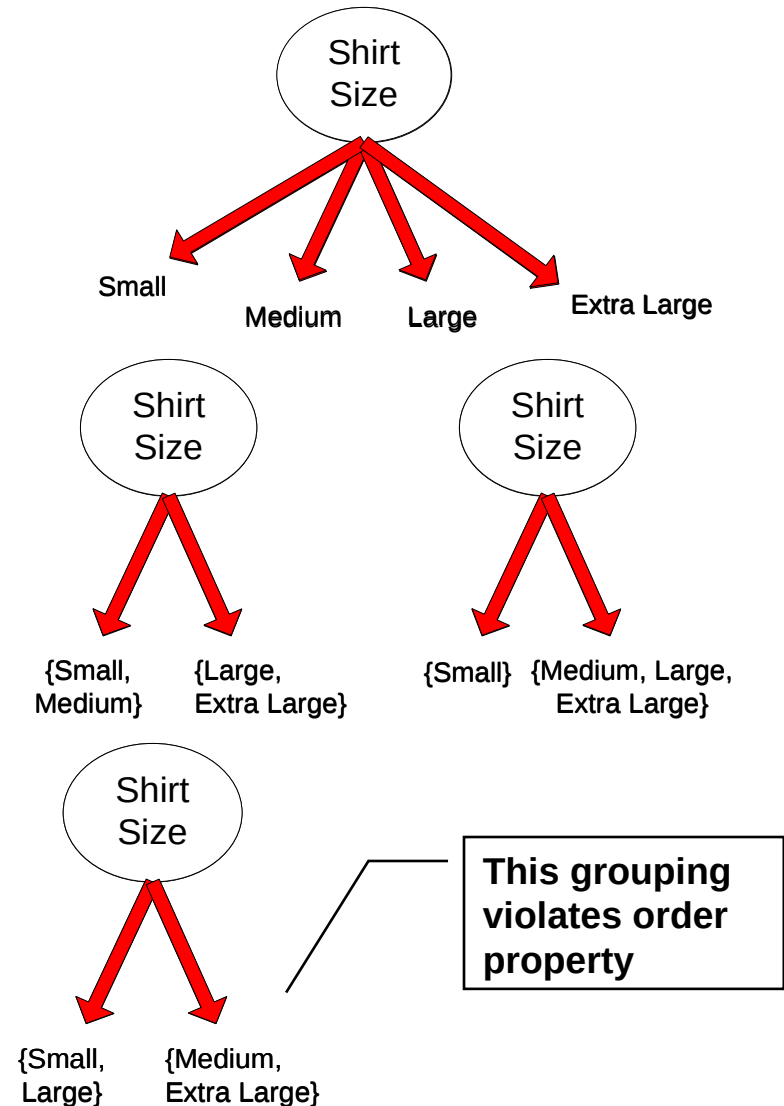 Shirt
Size
Small
Medium
Large
Extra Large
Shirt
Size
{Small,
Medium}
{Large,
Extra Large}
Shirt
Size
{Small}
{Medium, Large,
Extra Large}
Shirt
Size
{Small,
Large}
{Medium,
Extra Large}
This grouping
violates order
property